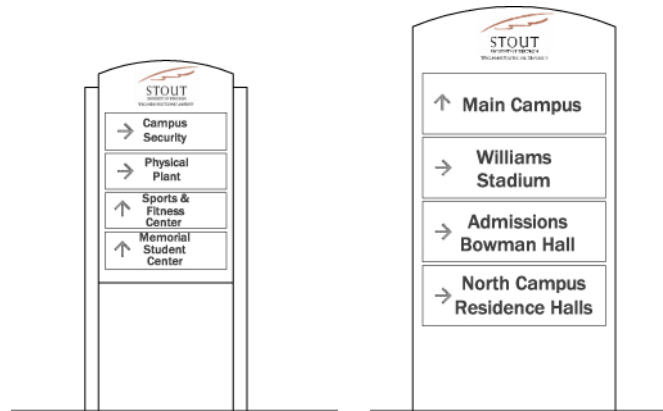 STOUT
Campus
Security
Physical
Plant
Sports &
Fitness
Center
Memorial
Student
Center
STOUT
Main Campus
Williams
Stadium
Admissions
Bowman Hall
North Campus
Residence Halls